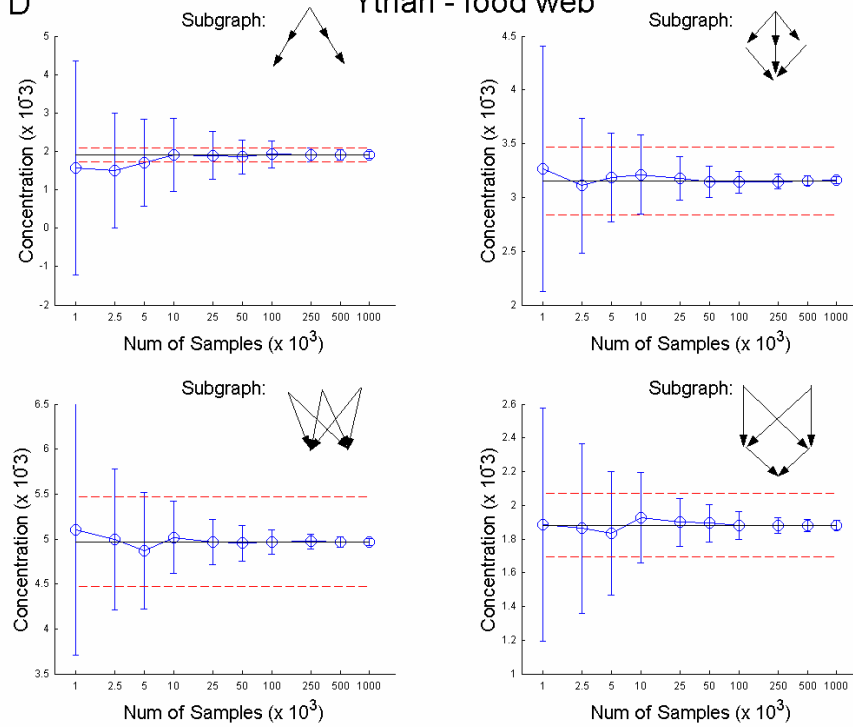 D
Ythan - food web
Subgraph:
5
4
3
2
1
0
-1
-2
Concentration (x 10-3)
1 2.5 5 10 25 50 100 250 500 1000
Num of Samples (x 103)
Subgraph:
4.5
4
3.5
3
2.5
2
Concentration (x 10-3)
1 2.5 5 10 25 50 100 250 500 1000
Num of Samples (x 103)
Subgraph:
6.5
6
5.5
5
4.5
4
3.5
Concentration (x 10-3)
1 2.5 5 10 25 50 100 250 500 1000
Num of Samples (x 103)
Subgraph:
2.6
2.4
2.2
2
1.8
1.6
1.4
1.2
1
Concentration (x 10-3)
1 2.5 5 10 25 50 100 250 500 1000
Num of Samples (x 103)